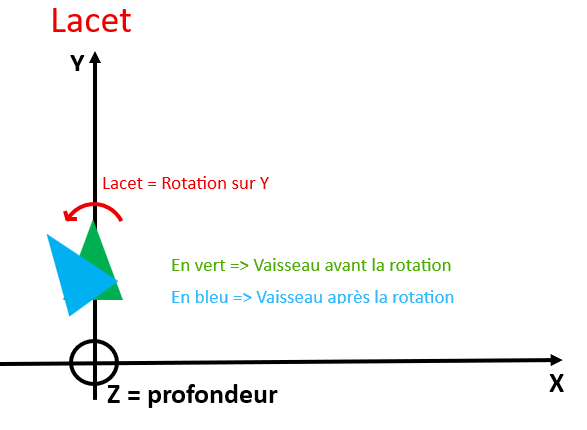 Lacet
Y
Lacet = Rotation sur Y
En vert => Vaisseau avant la rotation
En bleu => Vaisseau après la rotation
X
Z = profondeur